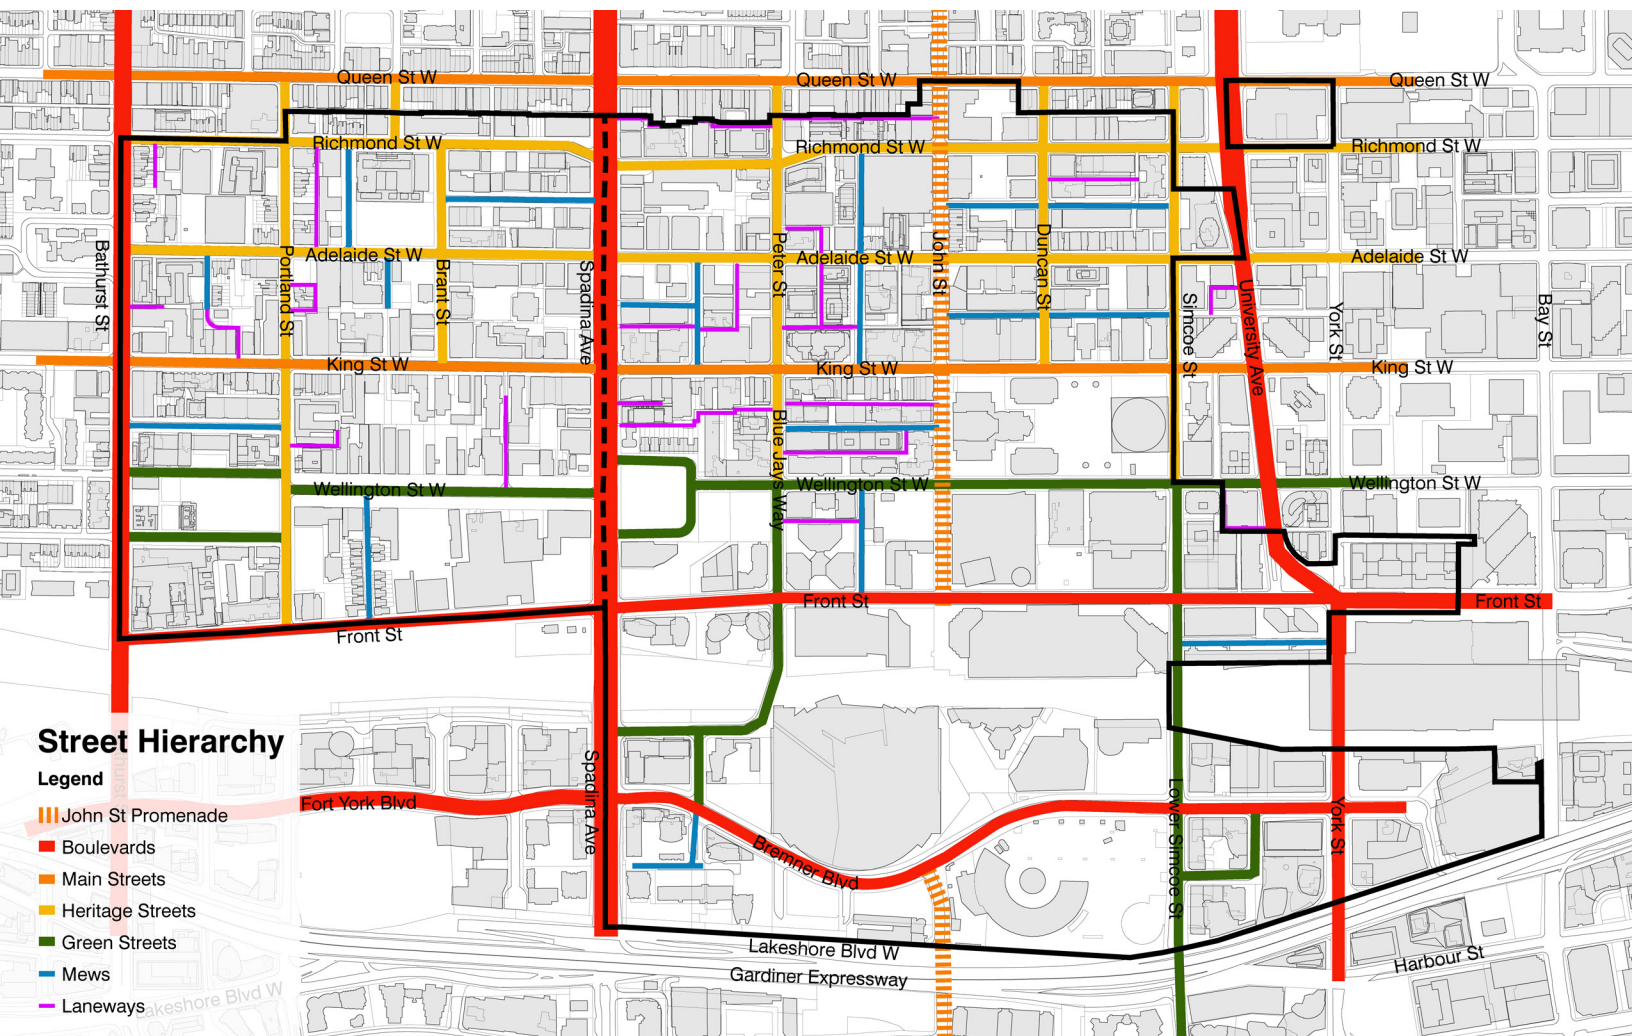 Queen St W
Queen St W
Queen St W
Richmond St W
Richmond St W
Richmond St W
Bathurst St
Portland St
Adelaide St W
Brant St
Spadina Ave
Peter St
Adelaide St W
John St
Duncan St
Adelaide St W
Simcoe St
University Ave
York St
Bay St
King St W
King St W
King St W
Blue Jays Way
Wellington St W
Wellington St W
Wellington St W
Front St
Front St
Front St
Street Hierarchy
Legend
John St Promenade
Boulevards
Main Streets
Heritage Streets
Green Streets
Mews
Laneways
Fort York Blvd
Spadina Ave
Bremner Blvd
Lower Simcoe St
York St
Lakeshore Blvd W
Gardiner Expressway
Harbour St
Lakeshore Blvd W